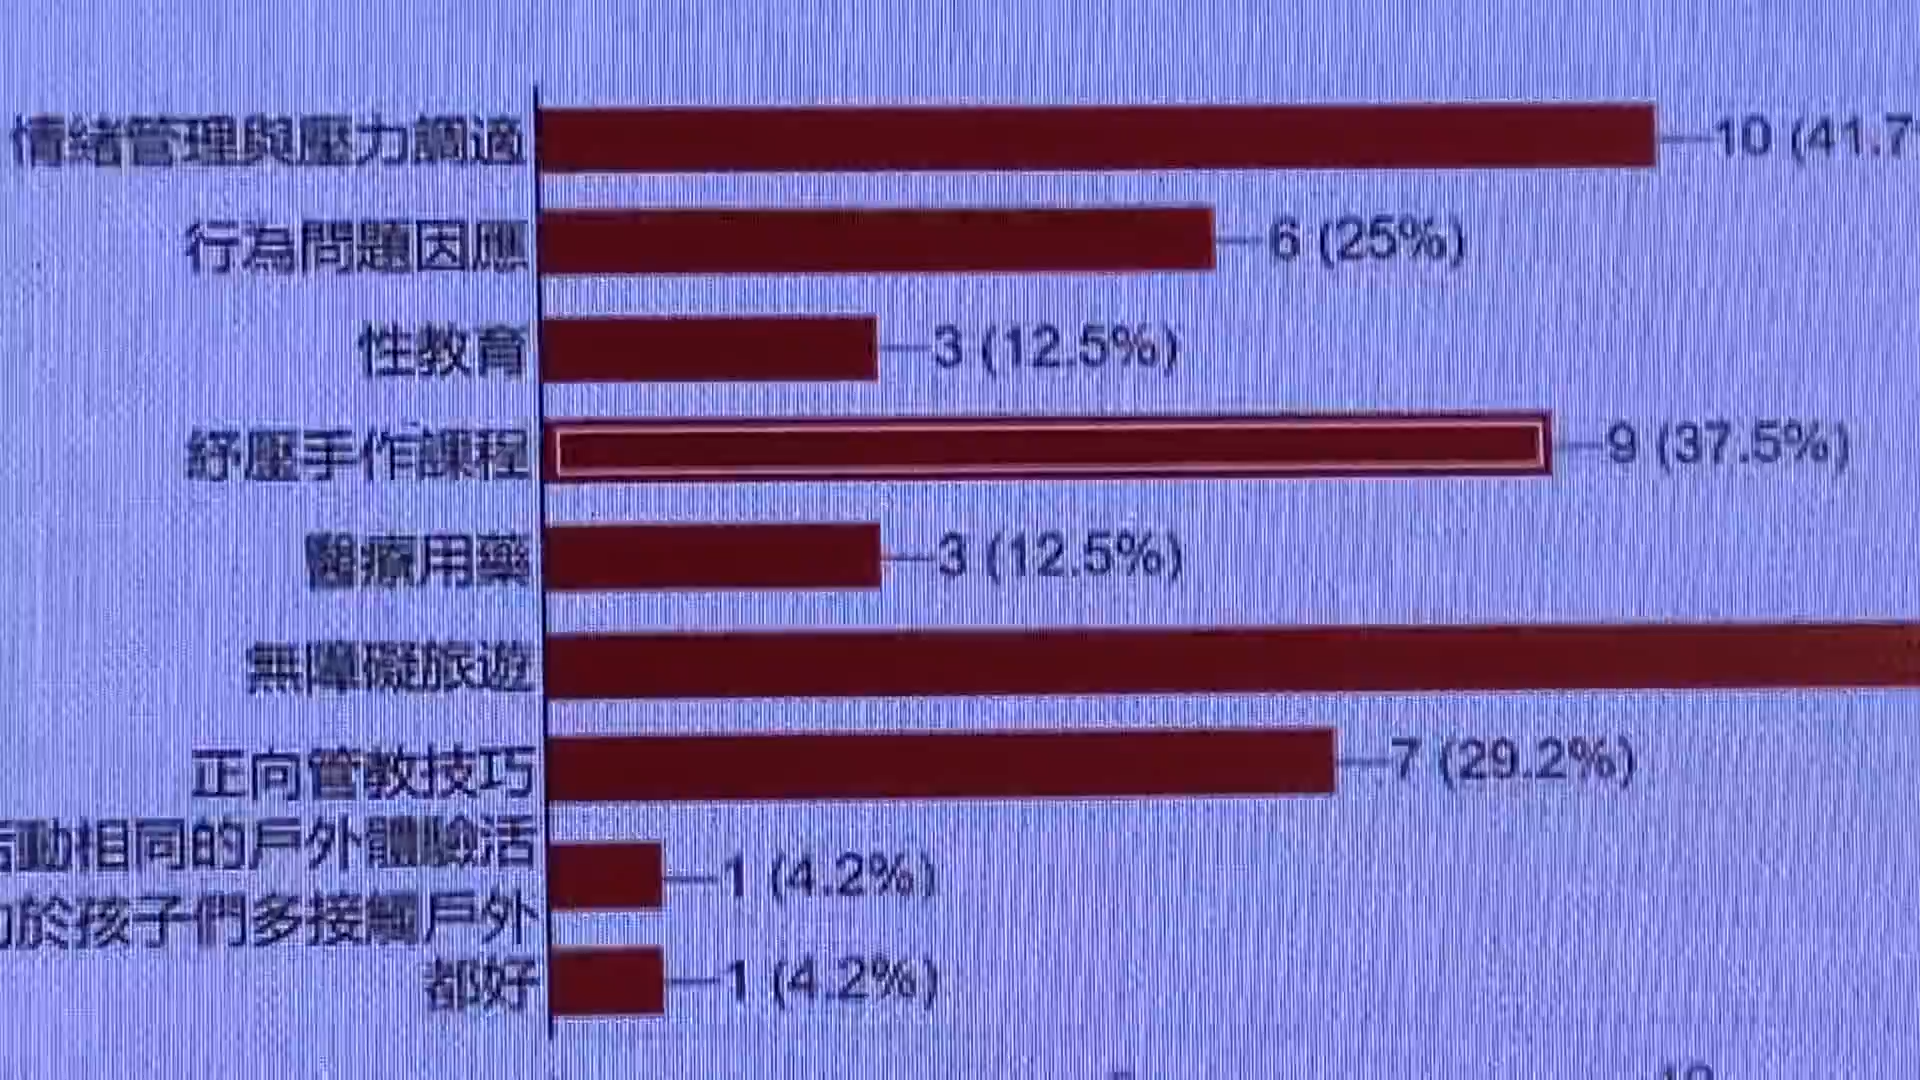 情緒管理與壓力調適
10 (41.7
行為問題因應
6 (25%)
性教育
3 (12.5%)
紓壓手作課程
9 (37.5%)
醫療用藥
3 (12.5%)
無障礙旅遊
正向管教技巧
7 (29.2%)
動相同的戶外體驗活
於孩子們多接觸戶外
1 (4.2%)
都好
1 (4.2%)